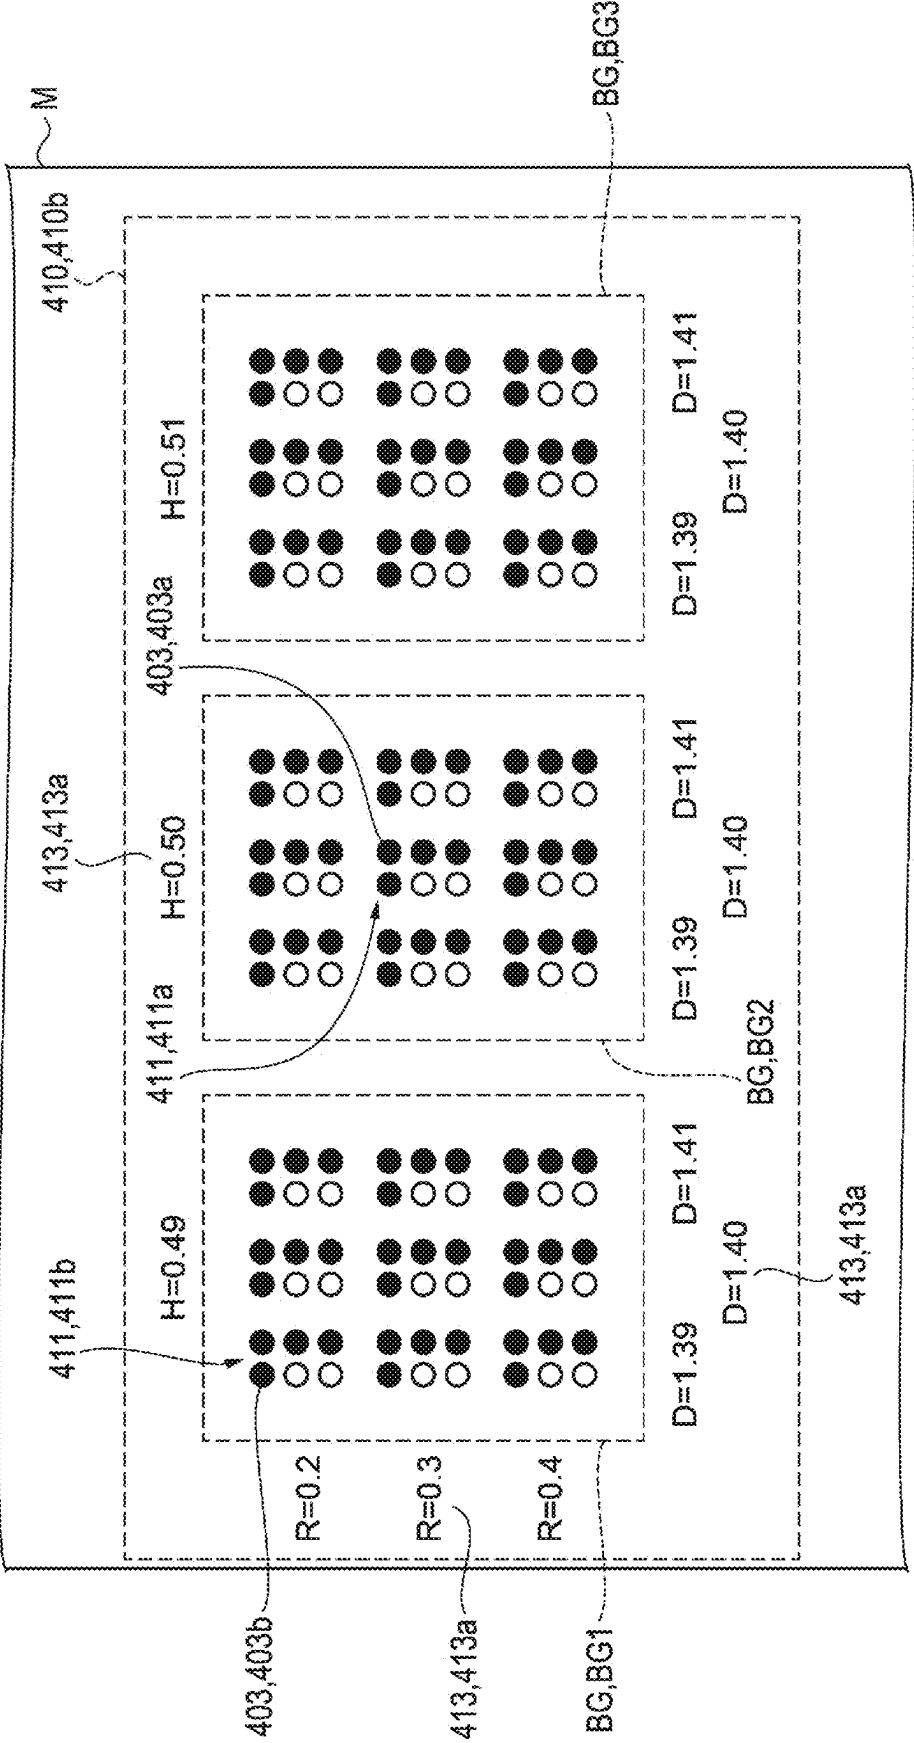 411,411b
413,413a
410,410b
M
411,411a
403,403a
H=0.49 H=0.50 H=0.51
403,403b
R=0.2
R=0.3
413,413a
R=0.4
BG,BG1
BG,BG3
D=1.39 D=1.41 D=1.39 D=1.41 D=1.39 D=1.41
D=1.40 D=1.40 D=1.40
BG,BG2
413,413a